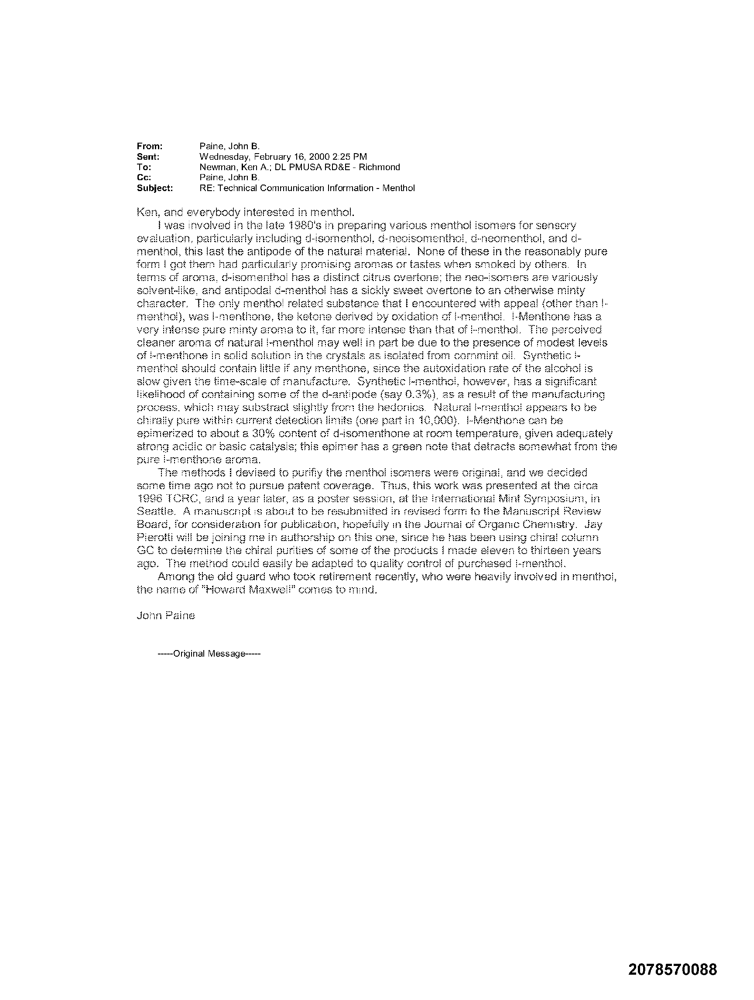 From: Paine, John B.
Sent: Wednesday, February 16, 2000 2:25 PM
To: Newman, Ken A.; DL PMUSA RD&E - Richmond
Cc: Paine, John B.
Subject: RE: Technical Communication Information - Menthol
Ken, and everybody interested in menthol.
I was involved in the late 1980's in preparing various menthol isomers for sensory
evaluation, particularly including d-isomenthol, d-neoisomenthol, d-neomenthol, and d-
menthol, this last the antipode of the natural material. None of these in the reasonably pure
form I got them had particularly promising aromas or tastes when smoked by others. In
terms of aroma, d-isomenthol has a distinct citrus overtone; the neo-isomers are variously
solvent-like, and antipodal d-menthol has a sickly sweet overtone to an otherwise minty
character. The only menthol related substance that I encountered with appeal (other than l-
menthol), was l-menthone, the ketone derived by oxidation of l-menthol. l-Menthone has a
very intense pure minty aroma to it, far more intense than that of l-menthol. The perceived
cleaner aroma of natural l-menthol may well in part be due to the presence of modest levels
of l-menthone in solid solution in the crystals as isolated from cornmint oil. Synthetic l-
menthol should contain little if any menthone, since the autoxidation rate of the alcohol is
slow given the time-scale of manufacture. Synthetic l-menthol, however, has a significant
likelihood of containing some of the d-antipode (say 0.3%), as a result of the manufacturing
process, which may substract slightly from the hedonics. Natural l-menthol appears to be
chirally pure within current detection limits (one part in 10,000). l-Menthone can be
epimerized to about a 30% content of d-isomenthone at room temperature, given adequately
strong acidic or basic catalysis; this epimer has a green note that detracts somewhat from the
pure l-menthone aroma.
The methods I devised to purifiy the menthol isomers were original, and we decided
some time ago not to pursue patent coverage. Thus, this work was presented at the circa
1996 TCRC, and a year later, as a poster session, at the International Mint Symposium, in
Seattle. A manuscript is about to be resubmitted in revised form to the Manuscript Review
Board, for consideration for publication, hopefully in the Journal of Organic Chemistry. Jay
Pierotti will be joining me in authorship on this one, since he has been using chiral column
GC to determine the chiral purities of some of the products I made eleven to thirteen years
ago. The method could easily be adapted to quality control of purchased l-menthol.
Among the old guard who took retirement recently, who were heavily involved in menthol,
the name of "Howard Maxwell" comes to mind.
John Paine
-----Original Message-----
2078570088